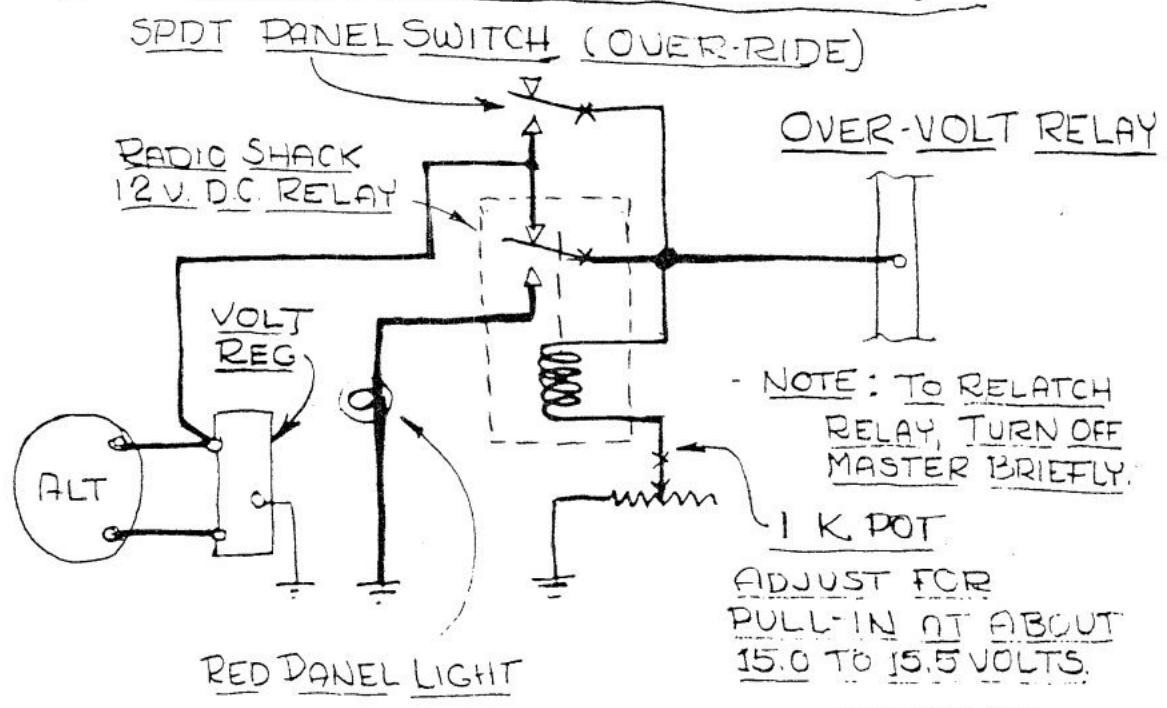 SPDT PANEL SWITCH (OVER-RIDE)
OVER-VOLT RELAY
RADIO SHACK
12 V. D.C. RELAY
VOLT
REG
ALT
- NOTE: TO RELATCH
RELAY, TURN OFF
MASTER BRIEFLY.
1 K POT
ADJUST FOR
PULL-IN AT ABOUT
15.0 TO 15.5 VOLTS.
RED PANEL LIGHT